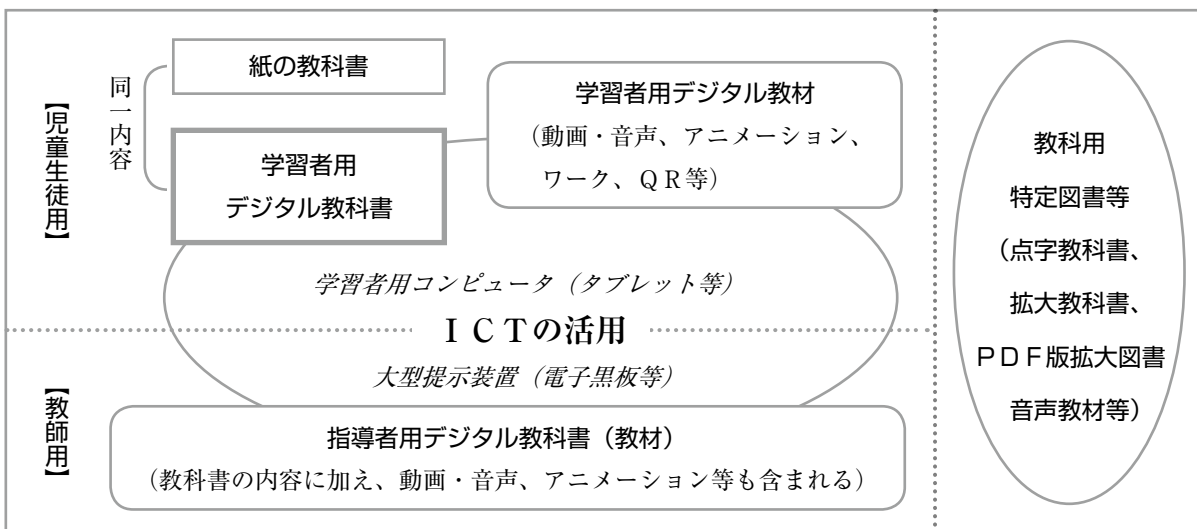 【児童生徒用】
同一内容
紙の教科書
学習者用
デジタル教科書
学習者用デジタル教材
（動画・音声、アニメーション、
ワーク、ＱＲ等）
学習者用コンピュータ（タブレット等）
ＩＣＴの活用
大型提示装置（電子黒板等）
【教師用】
指導者用デジタル教科書（教材）
（教科書の内容に加え、動画・音声、アニメーション等も含まれる）
教科用
特定図書等
（点字教科書、
拡大教科書、
ＰＤＦ版拡大図書
音声教材等）